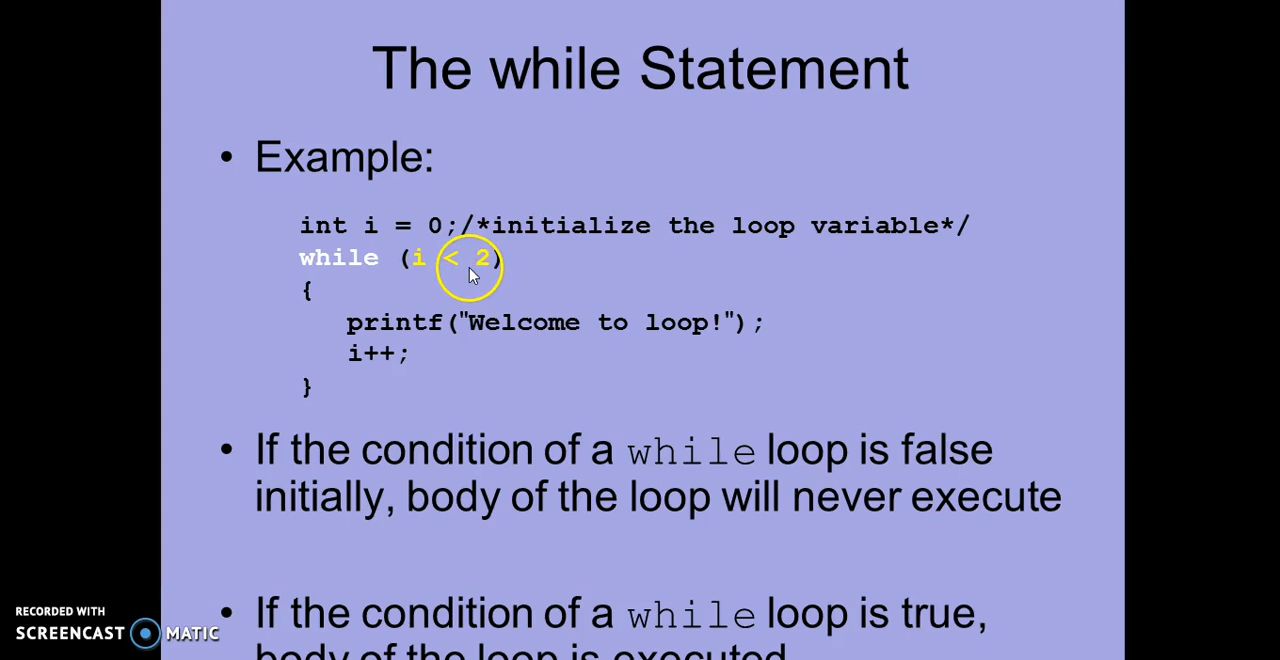 The while Statement
• Example:
int i = 0;/*initialize the loop variable*/
while (i < 2)
{
printf("Welcome to loop!");
i++;
}
• If the condition of a while loop is false
initially, body of the loop will never execute
• If the condition of a while loop is true,
body of the loop is executed
RECORDED WITH
SCREENCAST MATIC